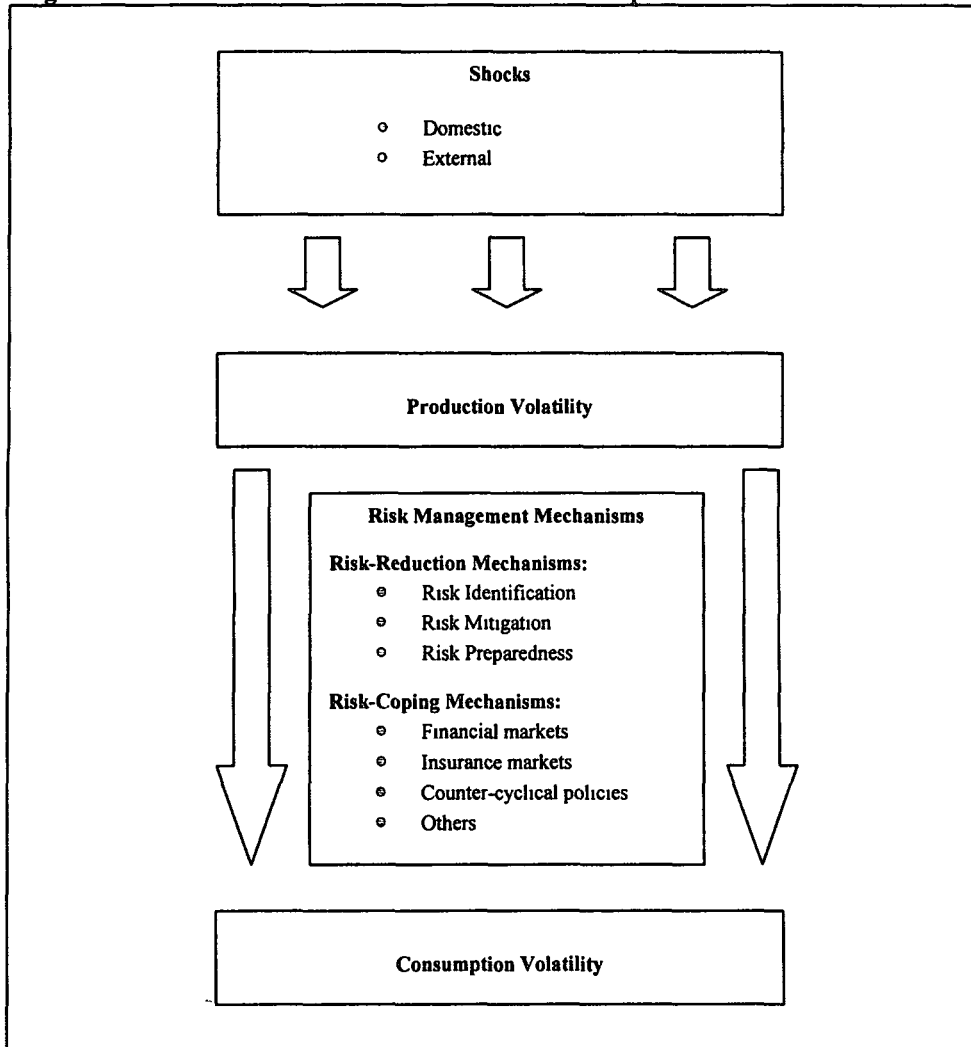 Shocks
Domestic
External
Production Volatility
Risk Management Mechanisms
Risk-Reduction Mechanisms:
Risk Identification
Risk Mitigation
Risk Preparedness
Risk-Coping Mechanisms:
Financial markets
Insurance markets
Counter-cyclical policies
Others
Consumption Volatility